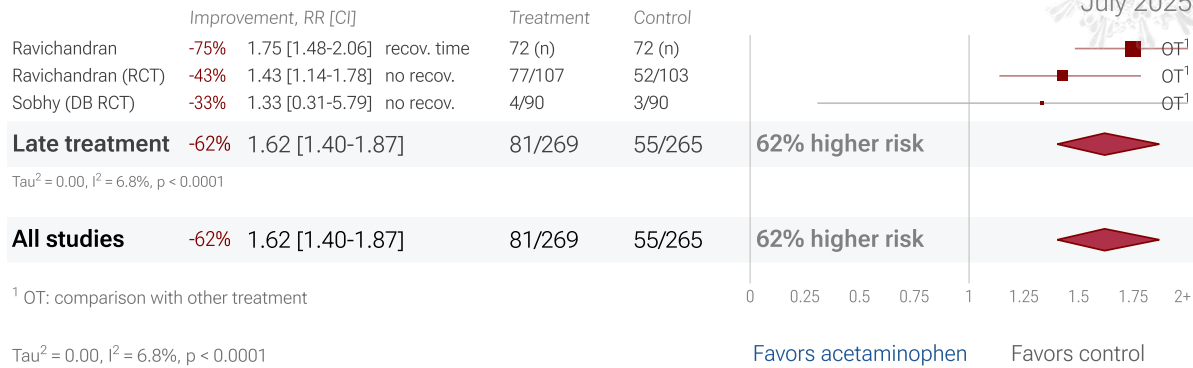 July 2025
Improvement, RR [CI] Treatment Control
Ravichandran -75% 1.75 [1.48-2.06] recov. time 72 (n) 72 (n) OT¹
Ravichandran (RCT) -43% 1.43 [1.14-1.78] no recov. 77/107 52/103 OT¹
Sobhy (DB RCT) -33% 1.33 [0.31-5.79] no recov. 4/90 3/90 OT¹
Late treatment -62% 1.62 [1.40-1.87] 81/269 55/265 62% higher risk
Tau² = 0.00, I² = 6.8%, p < 0.0001
All studies -62% 1.62 [1.40-1.87] 81/269 55/265 62% higher risk
¹ OT: comparison with other treatment
0 0.25 0.5 0.75 1 1.25 1.5 1.75 2+
Tau² = 0.00, I² = 6.8%, p < 0.0001
Favors acetaminophen Favors control